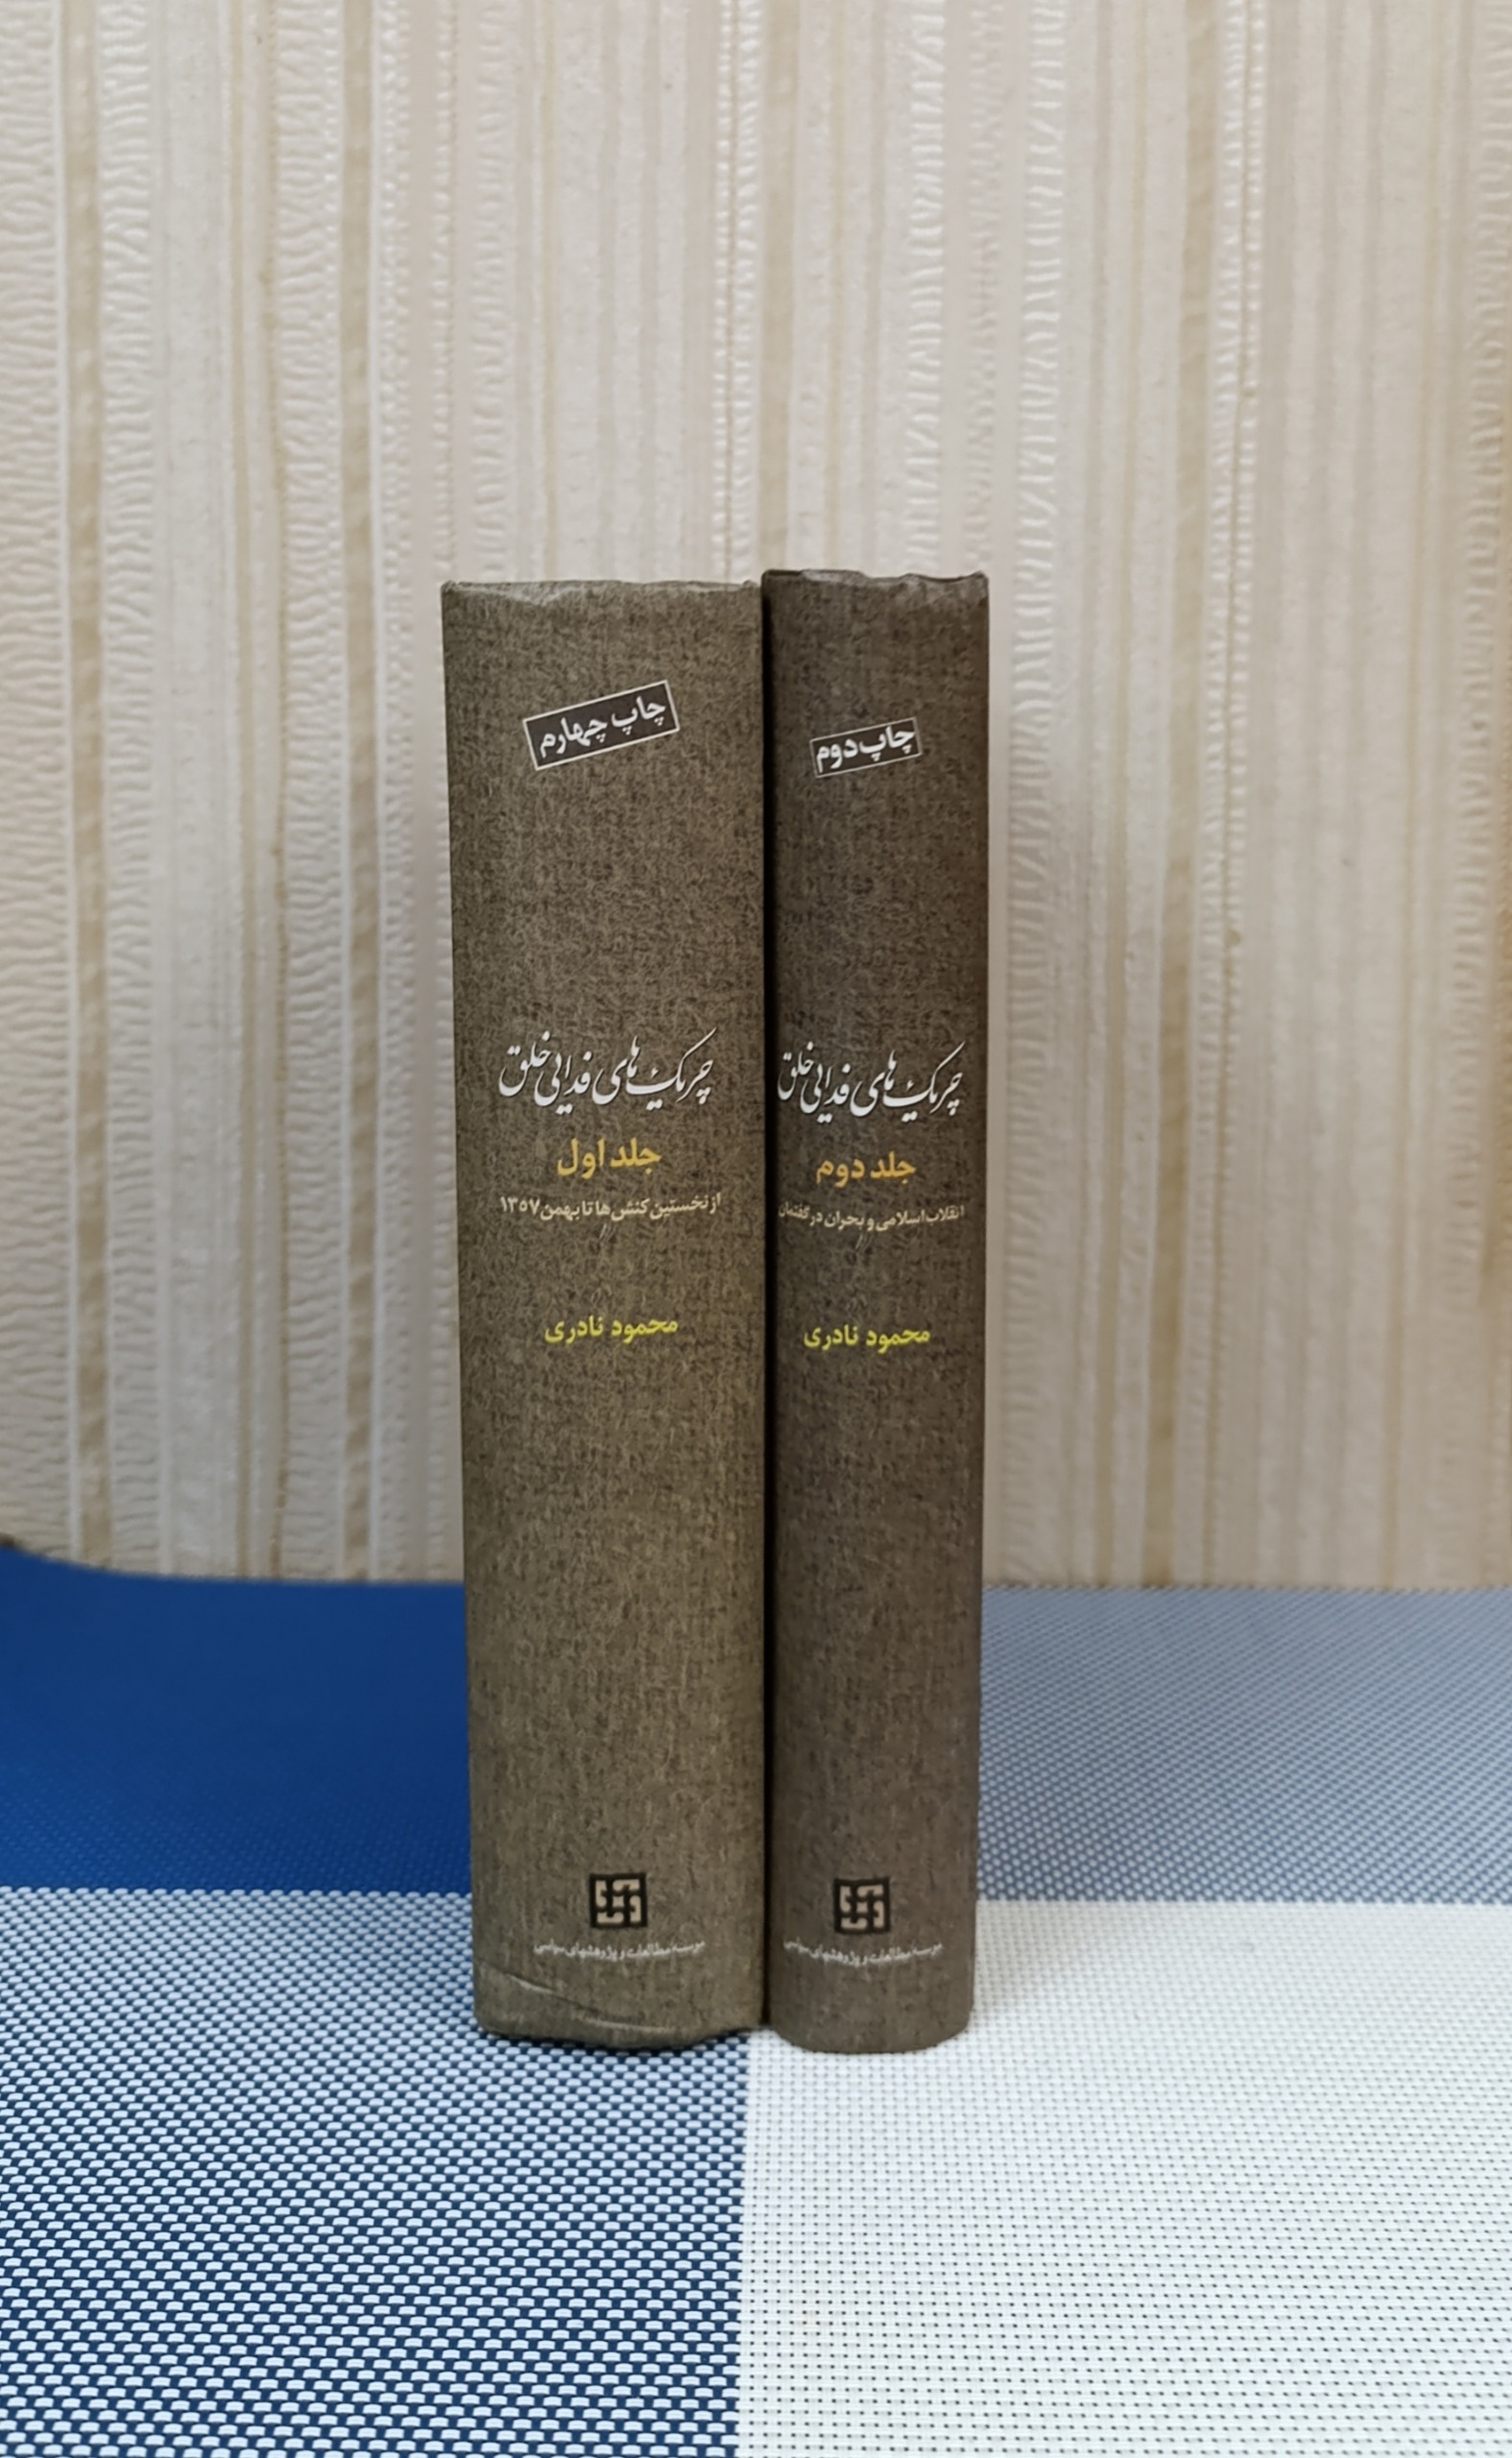 چاپ چهارم
چریک‌های فدایی خلق
جلد اول
از نخستین کنش‌ها تا بهمن ۱۳۵۷
محمود نادری
موسسه مطالعات و پژوهشهای سیاسی
چاپ دوم
چریک‌های فدایی خلق
جلد دوم
انقلاب اسلامی و بحران در گفتمان
محمود نادری
موسسه مطالعات و پژوهشهای سیاسی